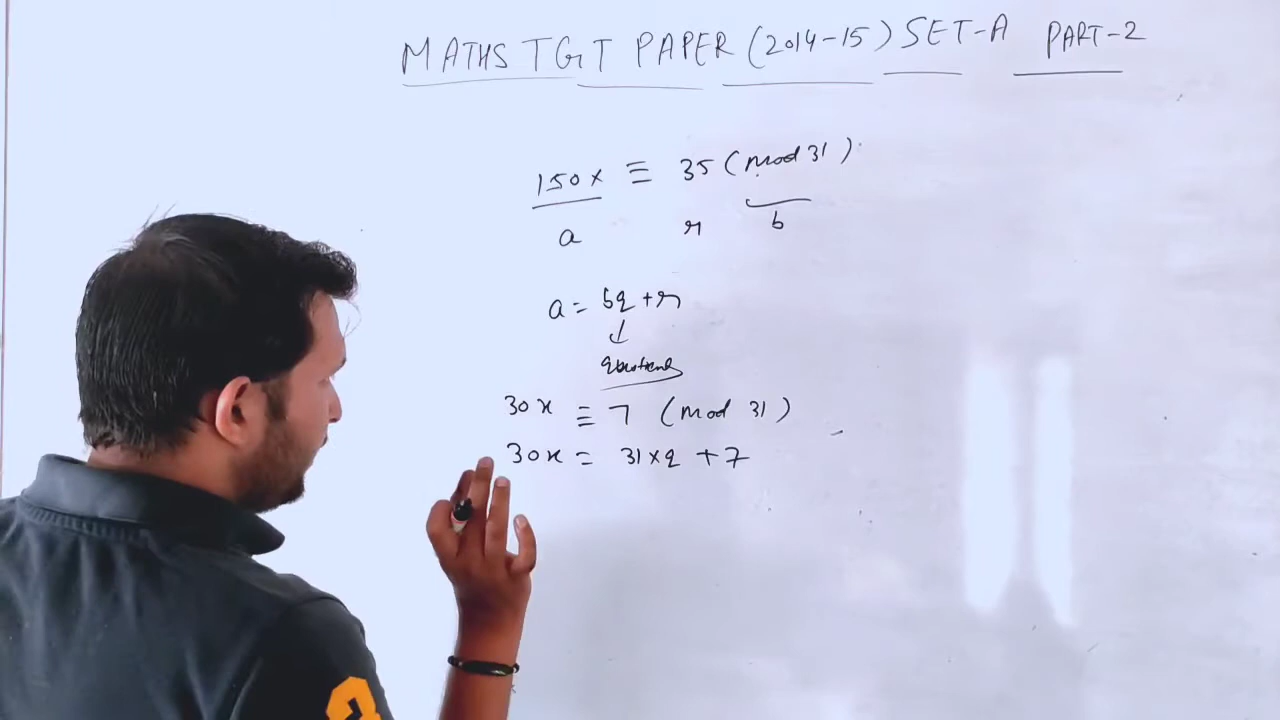 MATHS TGT PAPER (2014-15) SET-A PART-2
150x ≡ 35 (mod 31)
a r b
a = bq + r
↓
30x ≡ 7 (mod 31)
30x = 31×q + 7
3